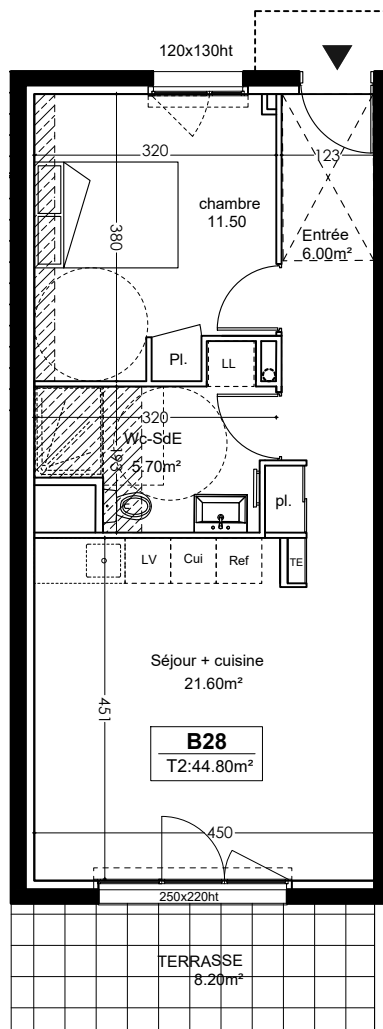 120x130ht
320
123
chambre
11.50
380
Entrée
6.00m²
Pl.
LL
320
Wc-SdE
193
5.70m²
pl.
LV
Cui
Ref
TE
Séjour + cuisine
21.60m²
451
B28
T2:44.80m²
450
250x220ht
TERRASSE
8.20m²